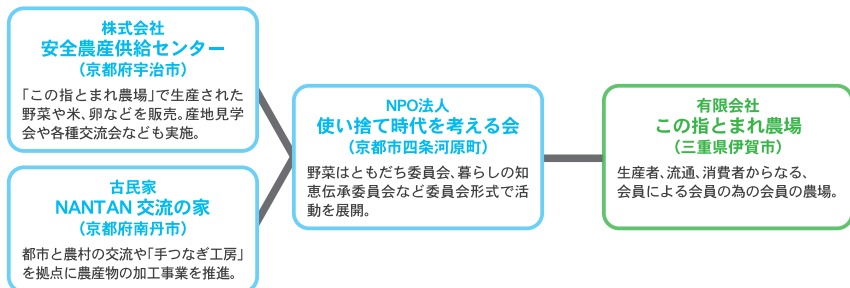 株式会社
安全農産供給センター
（京都府宇治市）
「この指とまれ農場」で生産された
野菜や米、卵などを販売。産地見学
会や各種交流会なども実施。
古民家
NANTAN 交流の家
（京都府南丹市）
都市と農村の交流や「手つなぎ工房」
を拠点に農産物の加工事業を推進。
NPO法人
使い捨て時代を考える会
（京都市四条河原町）
野菜はともだち委員会、暮らしの知
恵伝承委員会など委員会形式で活
動を展開。
有限会社
この指とまれ農場
（三重県伊賀市）
生産者、流通、消費者からなる、
会員による会員の為の会員の農場。